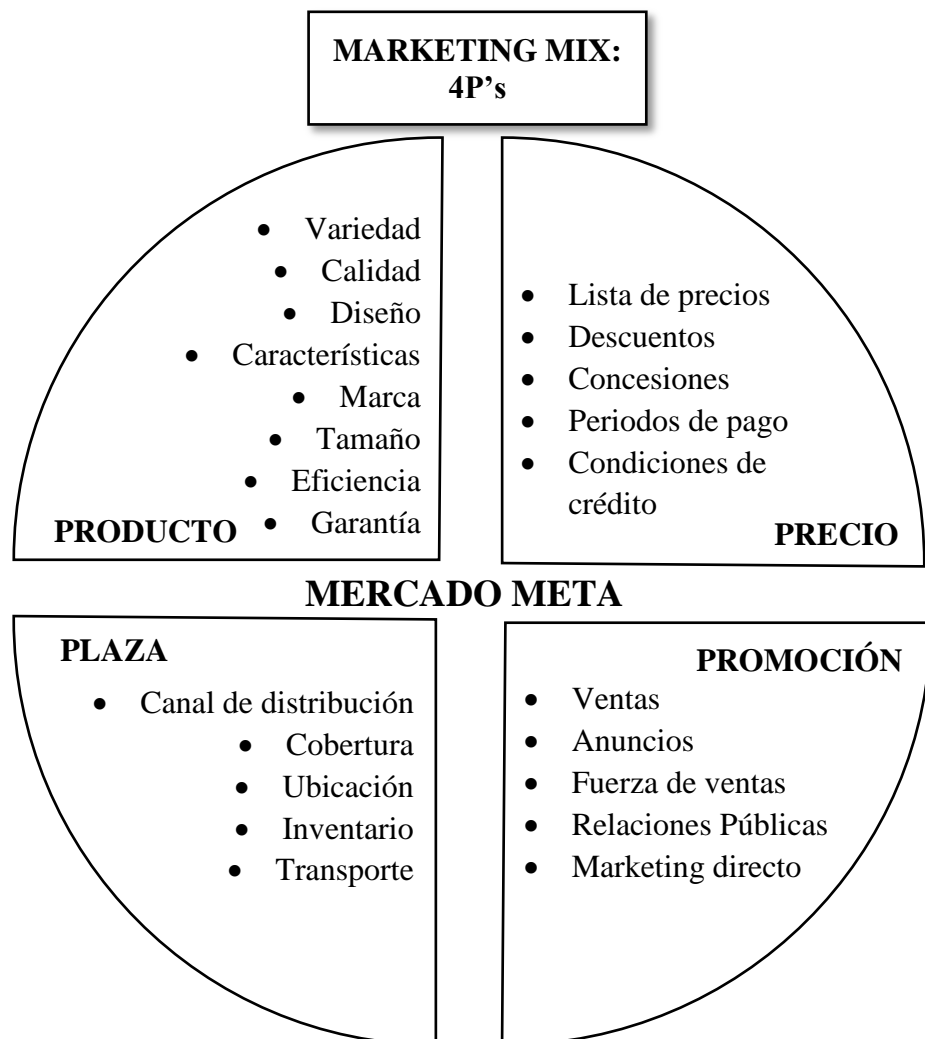 MARKETING MIX:
4P’s
• Variedad
• Calidad
• Diseño
• Características
• Marca
• Tamaño
• Eficiencia
• Garantía
PRODUCTO
• Lista de precios
• Descuentos
• Concesiones
• Periodos de pago
• Condiciones de
crédito
PRECIO
MERCADO META
PLAZA
• Canal de distribución
• Cobertura
• Ubicación
• Inventario
• Transporte
PROMOCIÓN
• Ventas
• Anuncios
• Fuerza de ventas
• Relaciones Públicas
• Marketing directo